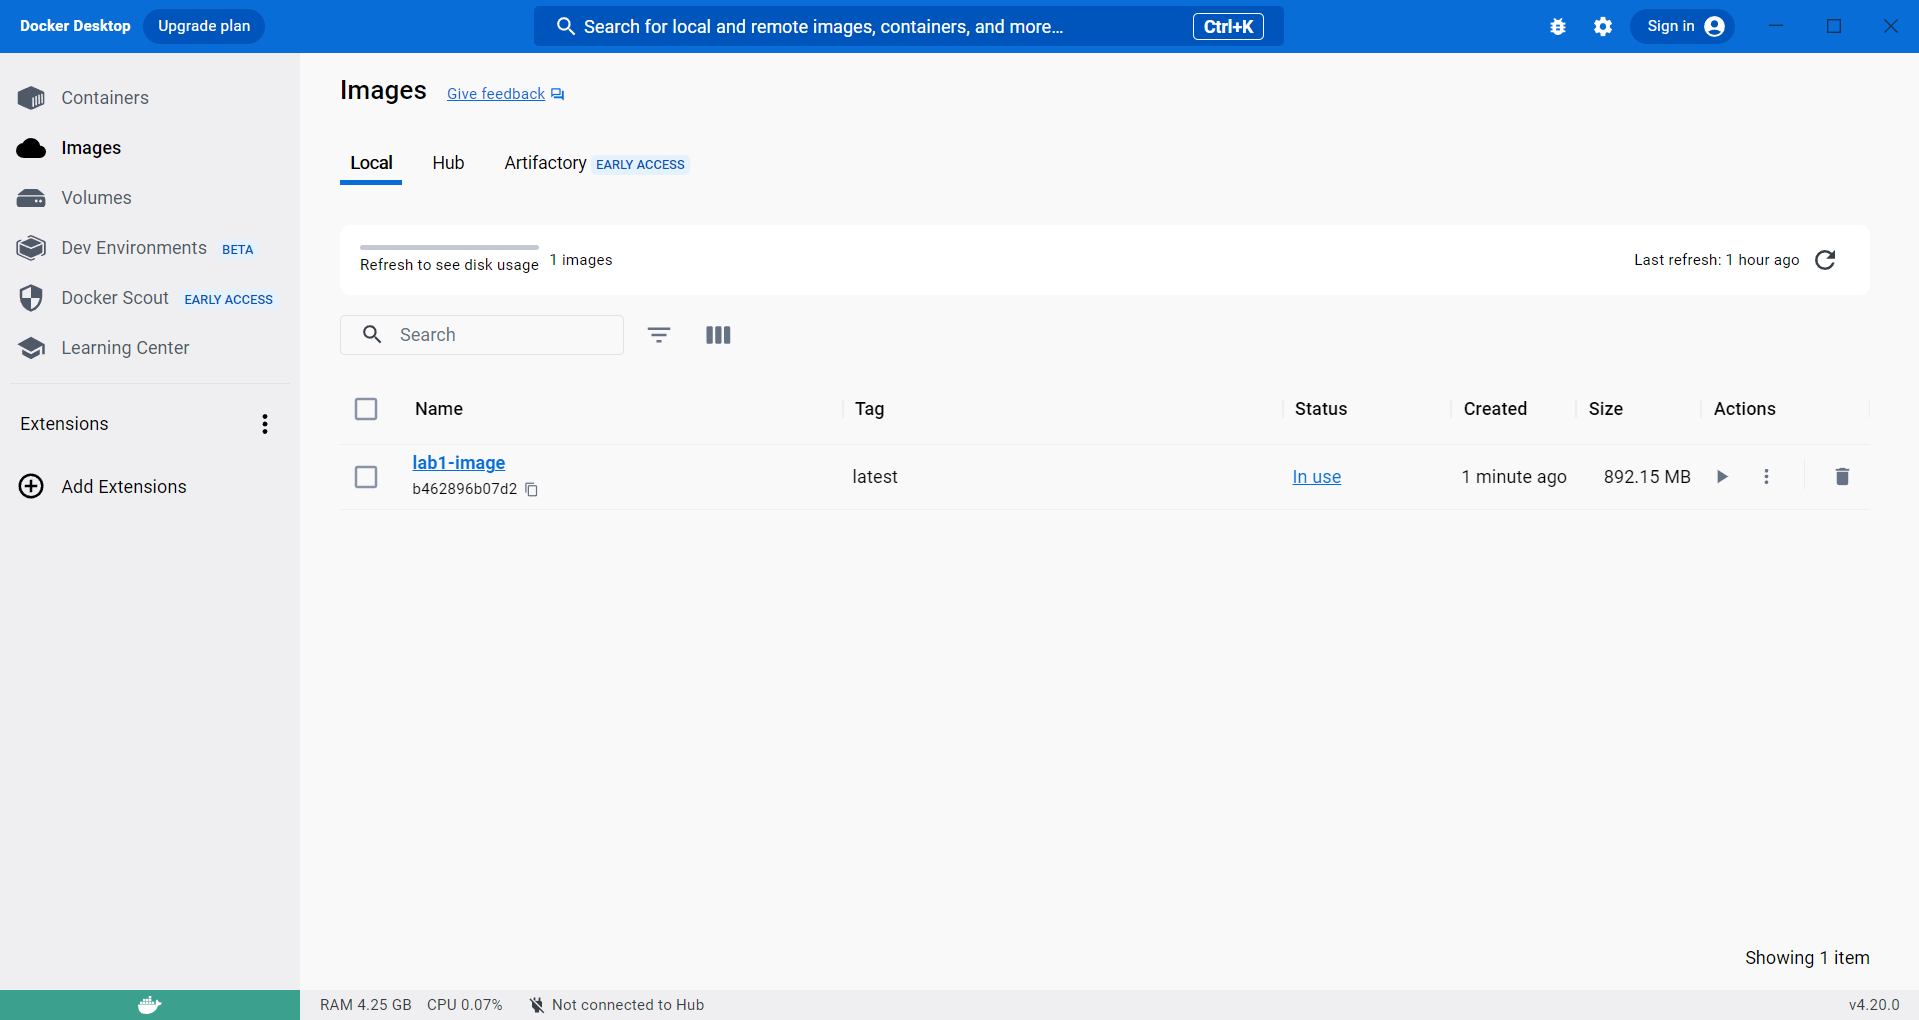 Docker Desktop Upgrade plan Search for local and remote images, containers, and more... Ctrl+K Sign in
Containers
Images
Volumes
Dev Environments BETA
Docker Scout EARLY ACCESS
Learning Center
Extensions
Add Extensions
Images Give feedback
Local Hub Artifactory EARLY ACCESS
Refresh to see disk usage 1 images Last refresh: 1 hour ago
Search
Name Tag Status Created Size Actions
lab1-image
b462896b07d2
latest In use 1 minute ago 892.15 MB
Showing 1 item
RAM 4.25 GB CPU 0.07% Not connected to Hub v4.20.0